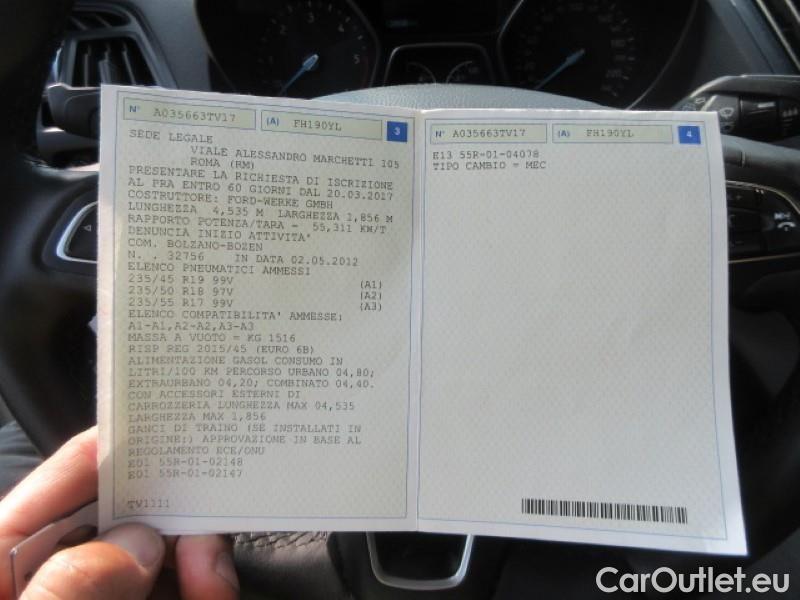 N° A035663TV17 (A) FH190YL 3
SEDE LEGALE
VIALE ALESSANDRO MARCHETTI 105
ROMA (RM)
PRESENTARE LA RICHIESTA DI ISCRIZIONE
AL PRA ENTRO 60 GIORNI DAL 20.03.2017
COSTRUTTORE: FORD-WERKE GMBH
LUNGHEZZA 4,535 M LARGHEZZA 1,856 M
RAPPORTO POTENZA/TARA = 55,311 KW/T
DENUNCIA INIZIO ATTIVITA'
COM. BOLZANO-BOZEN
N. . 32756 IN DATA 02.05.2012
ELENCO PNEUMATICI AMMESSI
235/45 R19 99V (A1)
235/50 R18 97V (A2)
235/55 R17 99V (A3)
ELENCO COMPATIBILITA' AMMESSE:
A1-A1,A2-A2,A3-A3
MASSA A VUOTO = KG 1516
RISP REG 2015/45 (EURO 6B)
ALIMENTAZIONE GASOL CONSUMO IN
LITRI/100 KM PERCORSO URBANO 04,80;
EXTRAURBANO 04,20; COMBINATO 04,40.
CON ACCESSORI ESTERNI DI
CARROZZERIA LUNGHEZZA MAX 04,535
LARGHEZZA MAX 1,856
GANCI DI TRAINO (SE INSTALLATI IN
ORIGINE:) APPROVAZIONE IN BASE AL
REGOLAMENTO ECE/ONU
E01 55R-01-02148
E01 55R-01-02147
TV1111
N° A035663TV17 (A) FH190YL 4
E13 55R-01-04078
TIPO CAMBIO = MEC
CarOutlet.eu